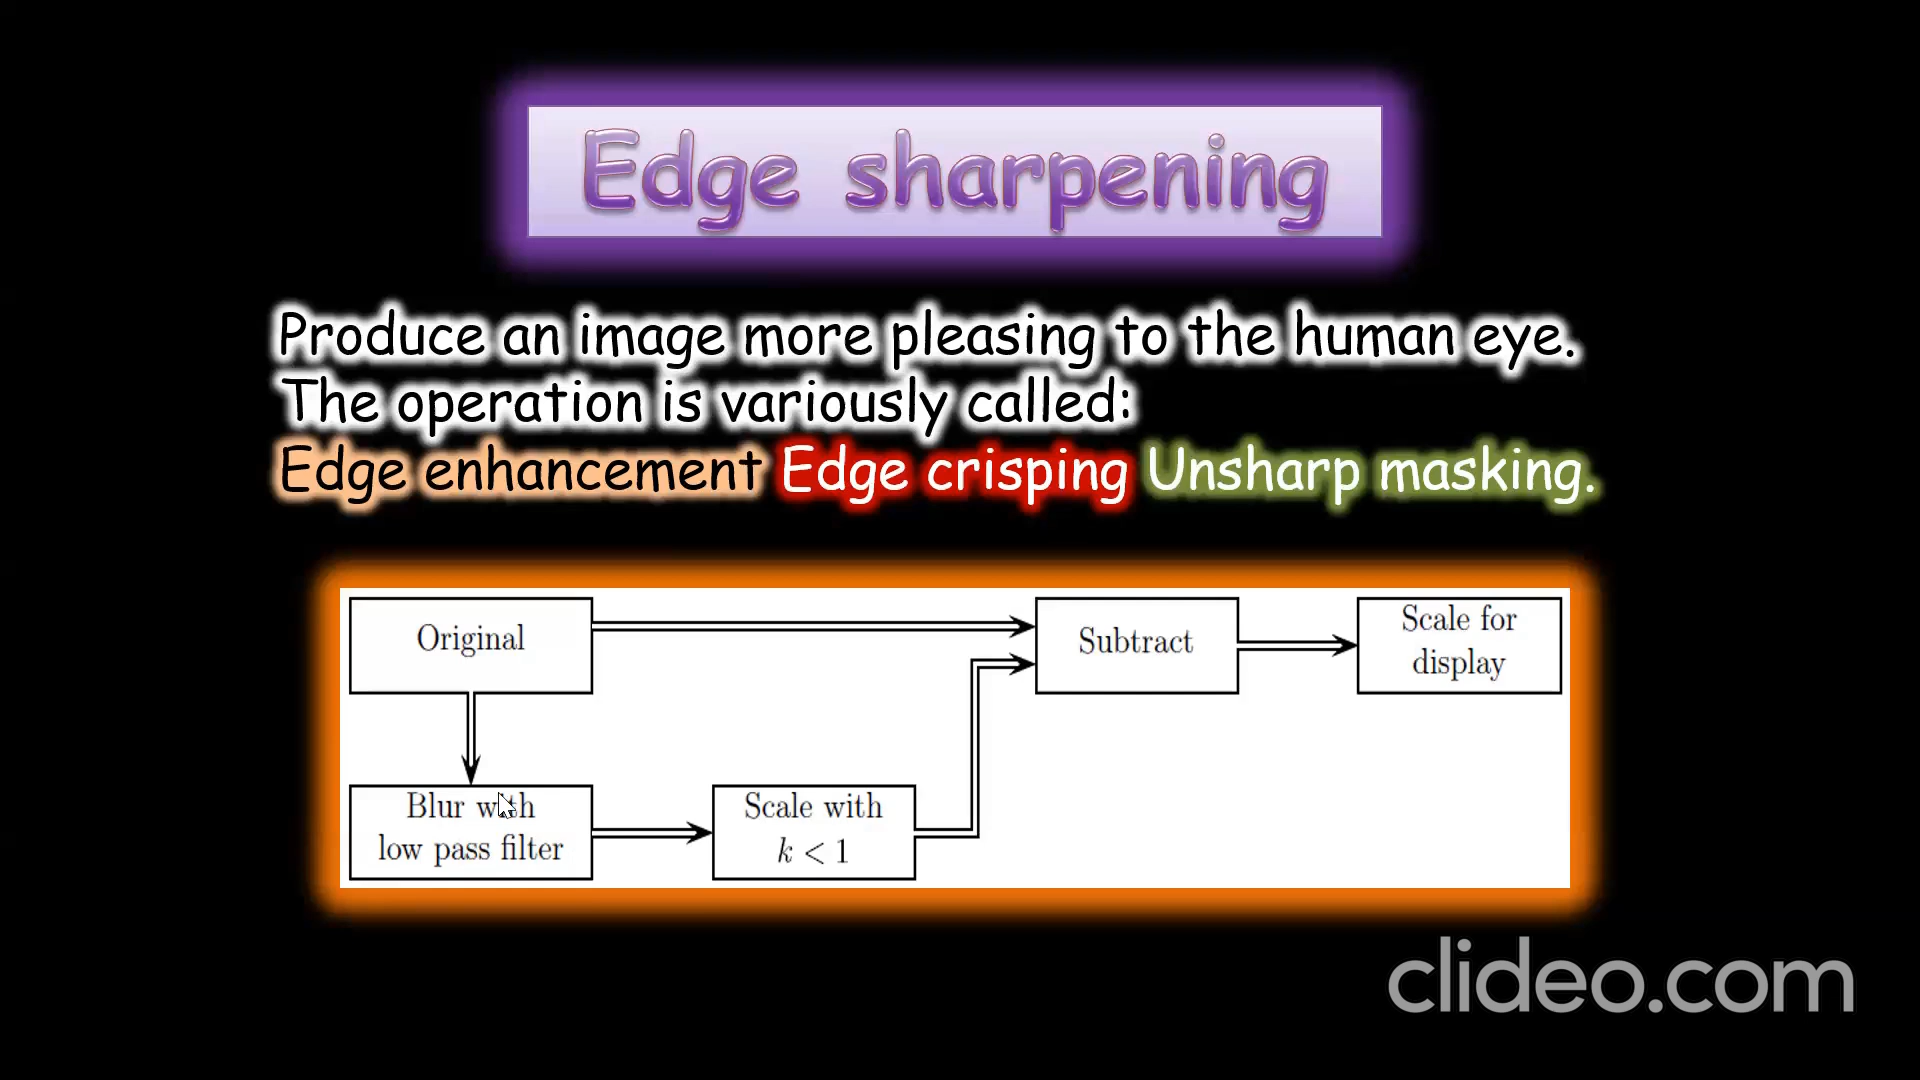 Edge sharpening
Produce an image more pleasing to the human eye.
The operation is variously called:
Edge enhancement Edge crisping Unsharp masking.
Original
Subtract
Scale for
display
Blur with
low pass filter
Scale with
k < 1
clideo.com